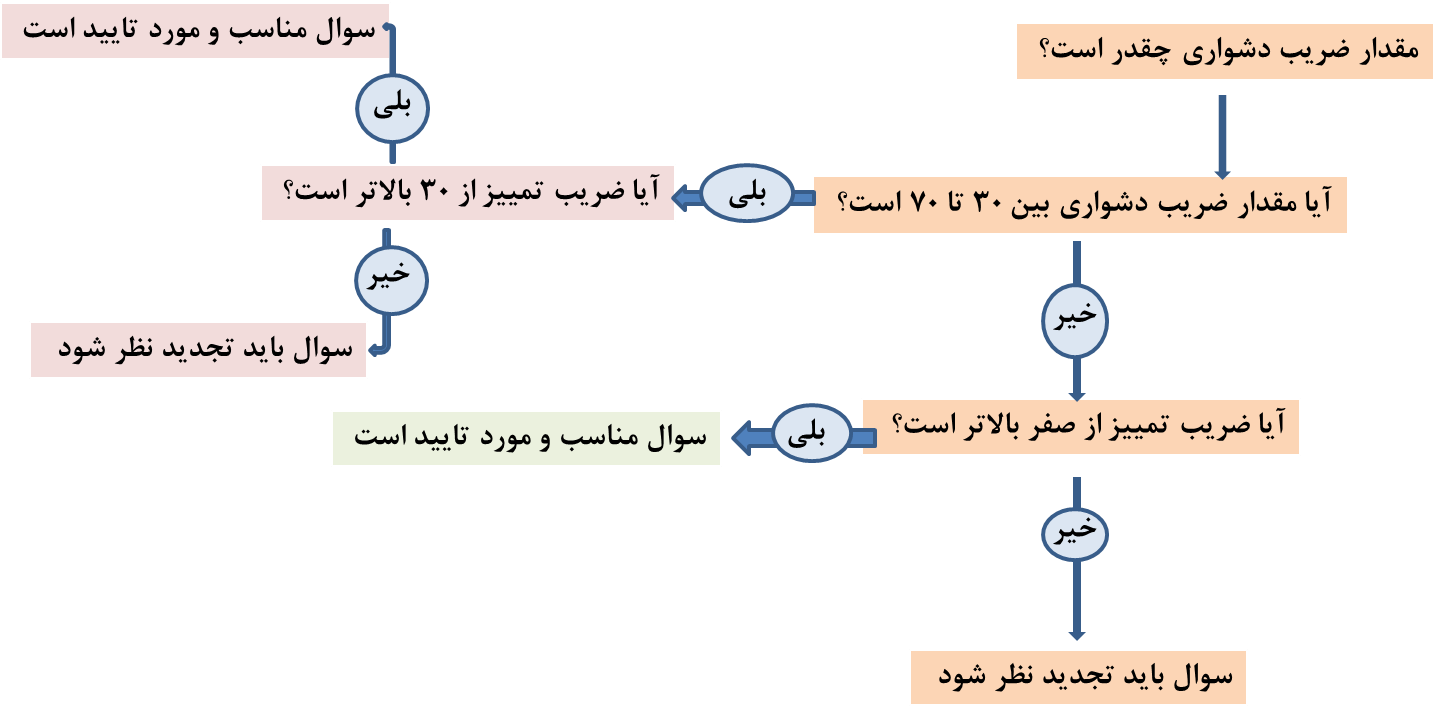 مقدار ضریب دشواری چقدر است؟
آیا مقدار ضریب دشواری بین ۳۰ تا ۷۰ است؟
بلی
آیا ضریب تمییز از ۳۰ بالاتر است؟
بلی
سوال مناسب و مورد تایید است
خیر
سوال باید تجدید نظر شود
خیر
آیا ضریب تمییز از صفر بالاتر است؟
بلی
سوال مناسب و مورد تایید است
خیر
سوال باید تجدید نظر شود